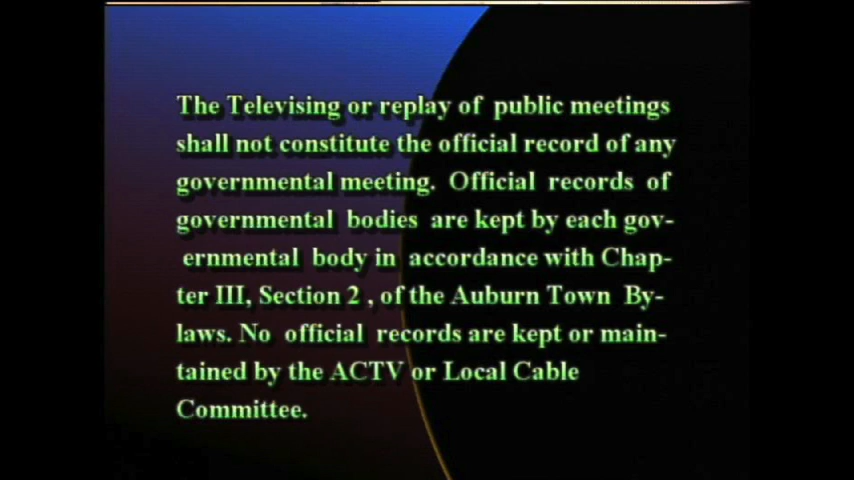 The Televising or replay of public meetings
shall not constitute the official record of any
governmental meeting. Official records of
governmental bodies are kept by each gov-
ernmental body in accordance with Chap-
ter III, Section 2 , of the Auburn Town By-
laws. No official records are kept or main-
tained by the ACTV or Local Cable
Committee.